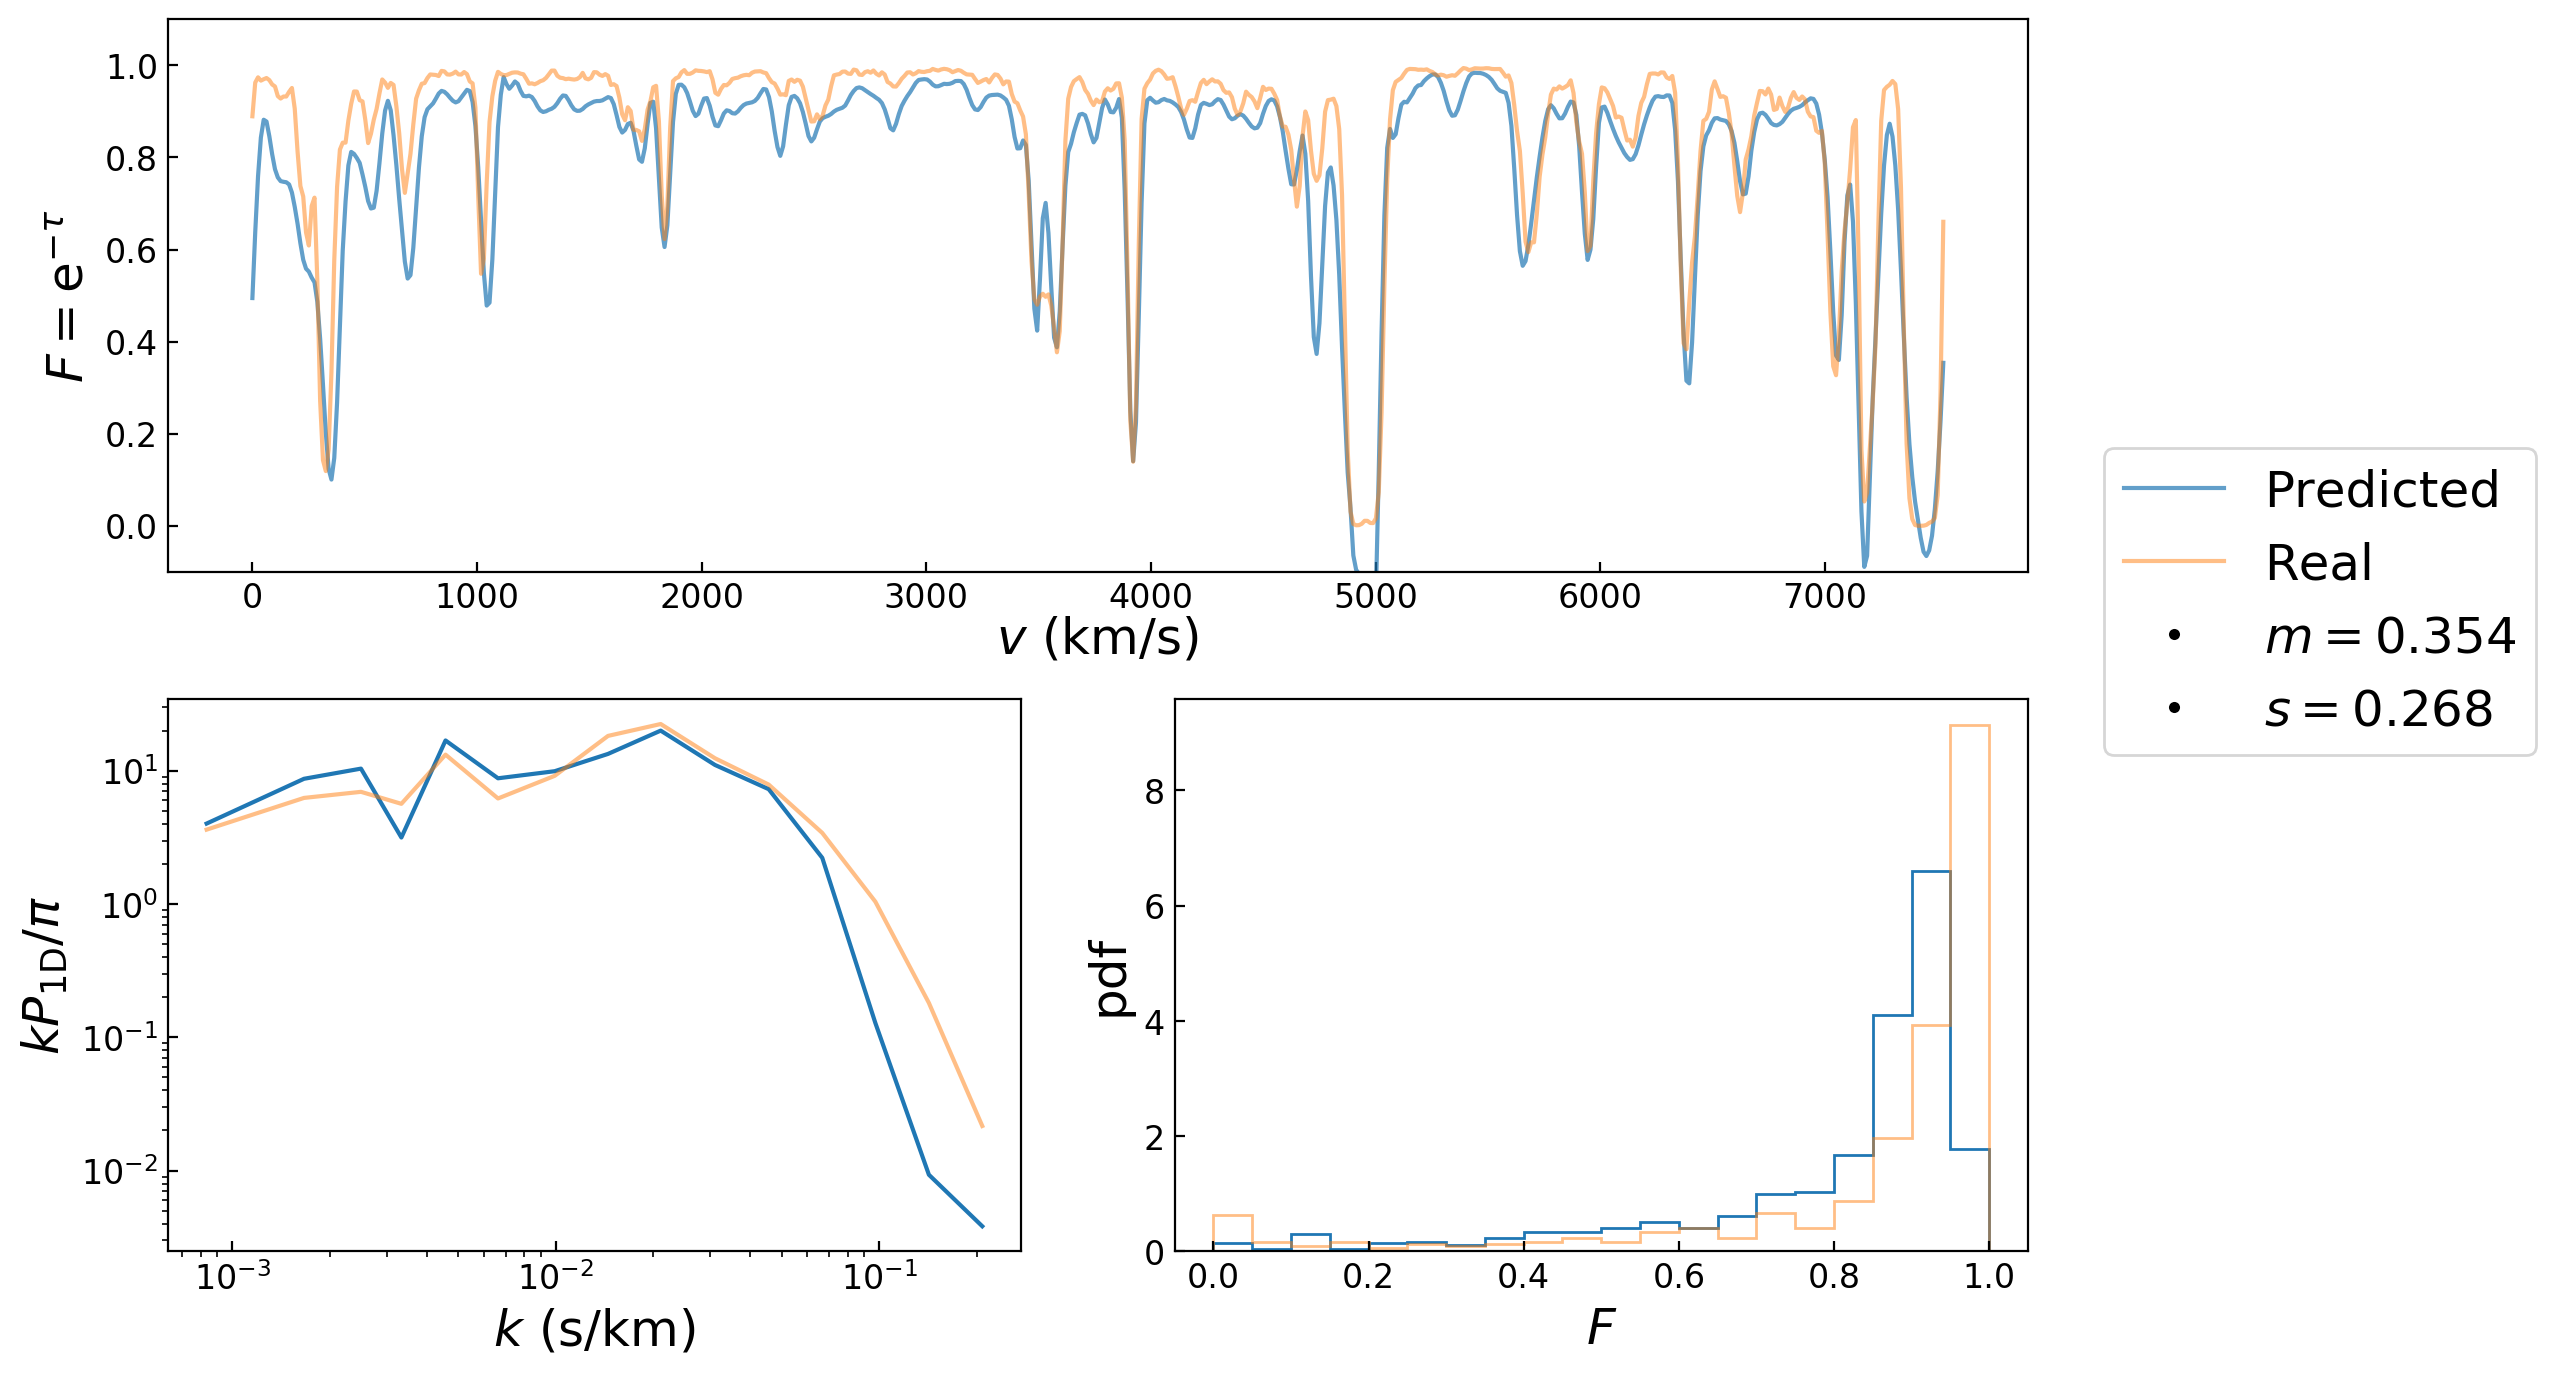 F = e^{−τ}
1.0
0.8
0.6
0.4
0.2
0.0
0 1000 2000 3000 4000 5000 6000 7000
v (km/s)
Predicted
Real
m = 0.354
s = 0.268
kP_{1D}/π
10^1
10^0
10^{−1}
10^{−2}
10^{−3} 10^{−2} 10^{−1}
k (s/km)
pdf
8
6
4
2
0
0.0 0.2 0.4 0.6 0.8 1.0
F